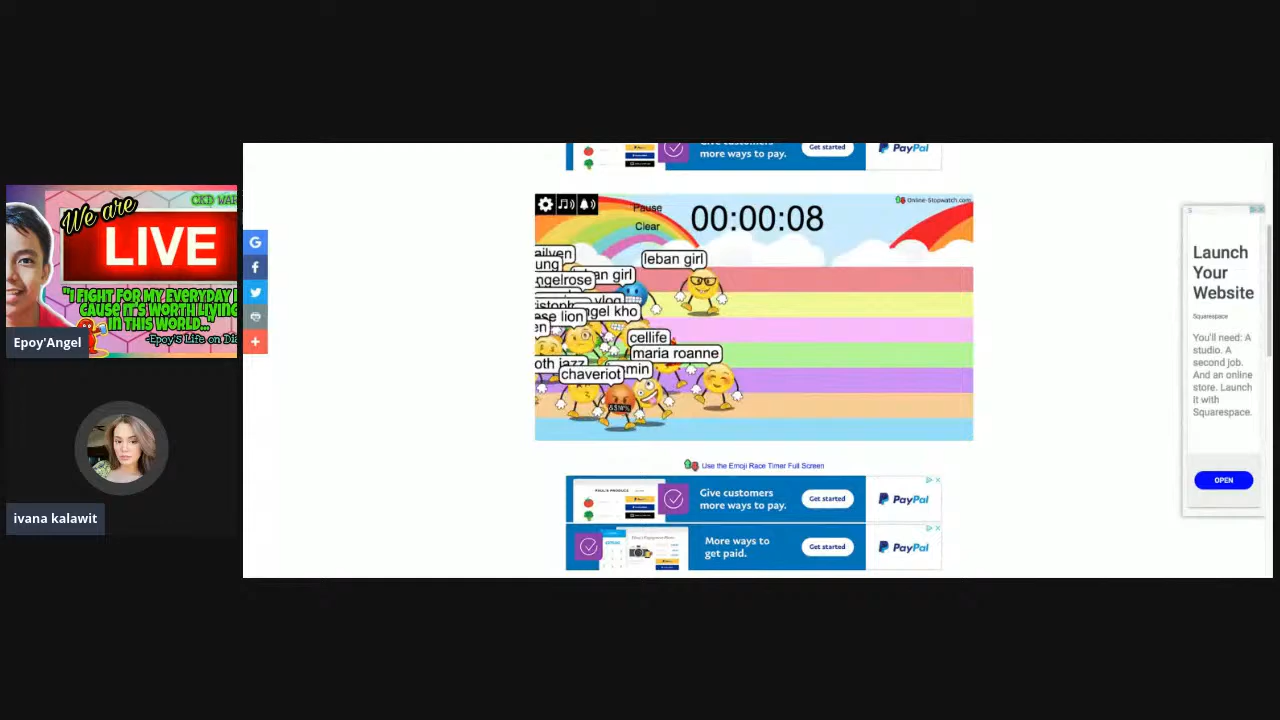 We are
LIVE
"I FIGHT FOR MY EVERYDAY
CAUSE IT'S WORTH LIVING
IN THIS WORLD..."
-Epoy's Life on
Epoy'Angel
ivana kalawit
more ways to pay.
Get started
PayPal
Pause
Clear
00:00:08
Online-Stopwatch.com
leban girl
cellife
maria roanne
chaveriot
Use the Emoji Race Timer Full Screen
Give customers
more ways to pay.
Get started
PayPal
More ways to
get paid.
Get started
PayPal
Launch
Your
Website
Squarespace
You'll need: A
studio. A
second job.
And an online
store. Launch
it with
Squarespace.
OPEN